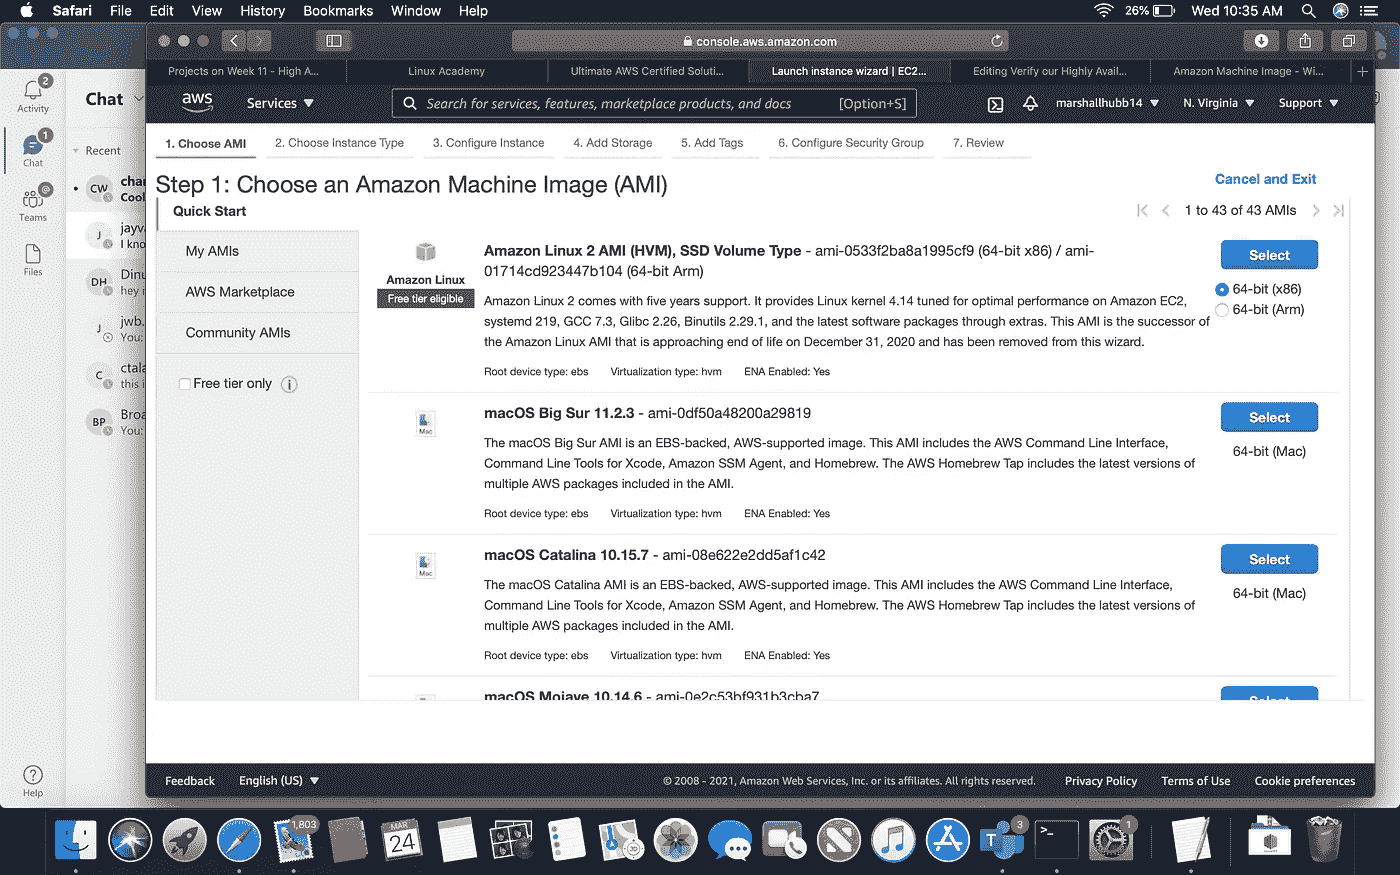 Safari File Edit View History Bookmarks Window Help 26% Wed 10:35 AM
console.aws.amazon.com
Projects on Week 11 - High A... Linux Academy Ultimate AWS Certified Soluti... Launch instance wizard | EC2... Editing Verify our Highly Avail... Amazon Machine Image - Wi...
aws Services Search for services, features, marketplace products, and docs [Option+S] marshallhubb14 N. Virginia Support
2
Activity
1
Chat
Teams
Files
Help
Chat
Recent
CW char
Cool
J jayva
I kno
DH Dinu
hey i
J jwb.
You:
C ctala
this i
BP Broa
You:
1. Choose AMI 2. Choose Instance Type 3. Configure Instance 4. Add Storage 5. Add Tags 6. Configure Security Group 7. Review
Step 1: Choose an Amazon Machine Image (AMI)
Cancel and Exit
Quick Start
1 to 43 of 43 AMIs
My AMIs
AWS Marketplace
Community AMIs
Free tier only i
Amazon Linux
Free tier eligible
Amazon Linux 2 AMI (HVM), SSD Volume Type - ami-0533f2ba8a1995cf9 (64-bit x86) / ami-
01714cd923447b104 (64-bit Arm)
Amazon Linux 2 comes with five years support. It provides Linux kernel 4.14 tuned for optimal performance on Amazon EC2,
systemd 219, GCC 7.3, Glibc 2.26, Binutils 2.29.1, and the latest software packages through extras. This AMI is the successor of
the Amazon Linux AMI that is approaching end of life on December 31, 2020 and has been removed from this wizard.
Root device type: ebs Virtualization type: hvm ENA Enabled: Yes
Select
64-bit (x86)
64-bit (Arm)
Mac
macOS Big Sur 11.2.3 - ami-0df50a48200a29819
The macOS Big Sur AMI is an EBS-backed, AWS-supported image. This AMI includes the AWS Command Line Interface,
Command Line Tools for Xcode, Amazon SSM Agent, and Homebrew. The AWS Homebrew Tap includes the latest versions of
multiple AWS packages included in the AMI.
Root device type: ebs Virtualization type: hvm ENA Enabled: Yes
Select
64-bit (Mac)
Mac
macOS Catalina 10.15.7 - ami-08e622e2dd5af1c42
The macOS Catalina AMI is an EBS-backed, AWS-supported image. This AMI includes the AWS Command Line Interface,
Command Line Tools for Xcode, Amazon SSM Agent, and Homebrew. The AWS Homebrew Tap includes the latest versions of
multiple AWS packages included in the AMI.
Root device type: ebs Virtualization type: hvm ENA Enabled: Yes
Select
64-bit (Mac)
macOS Mojave 10.14.6 - ami-0e2c53bf931b3cba7
Select
Feedback English (US) © 2008 - 2021, Amazon Web Services, Inc. or its affiliates. All rights reserved. Privacy Policy Terms of Use Cookie preferences
1,803
MAR
24
3D
T
3
>_
1